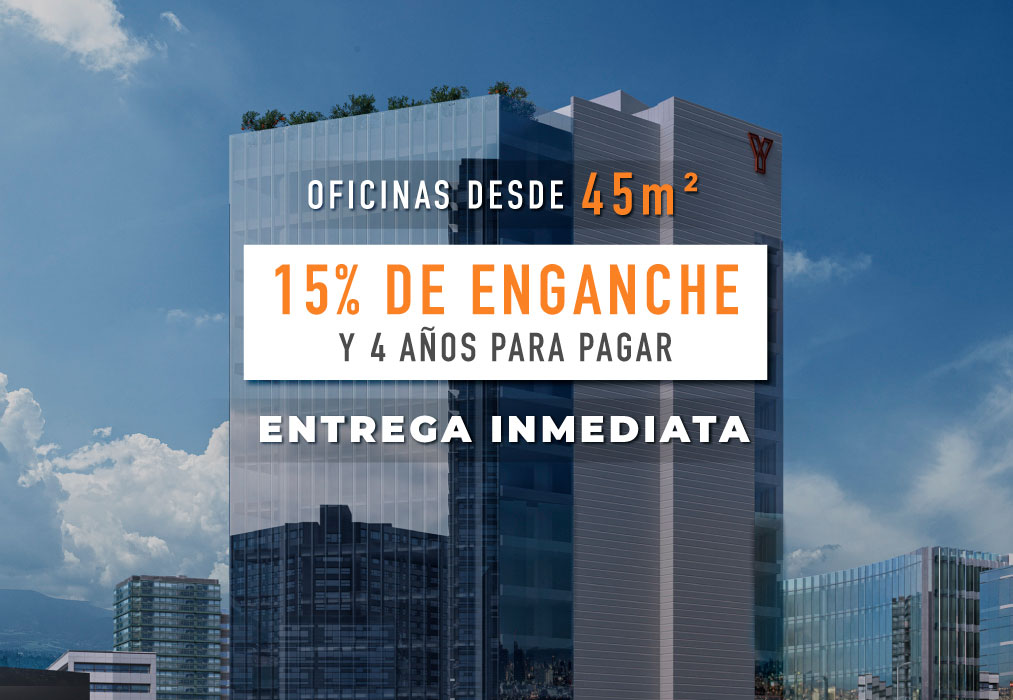 OFICINAS DESDE 45m²
15% DE ENGANCHE
Y 4 AÑOS PARA PAGAR
ENTREGA INMEDIATA
Y